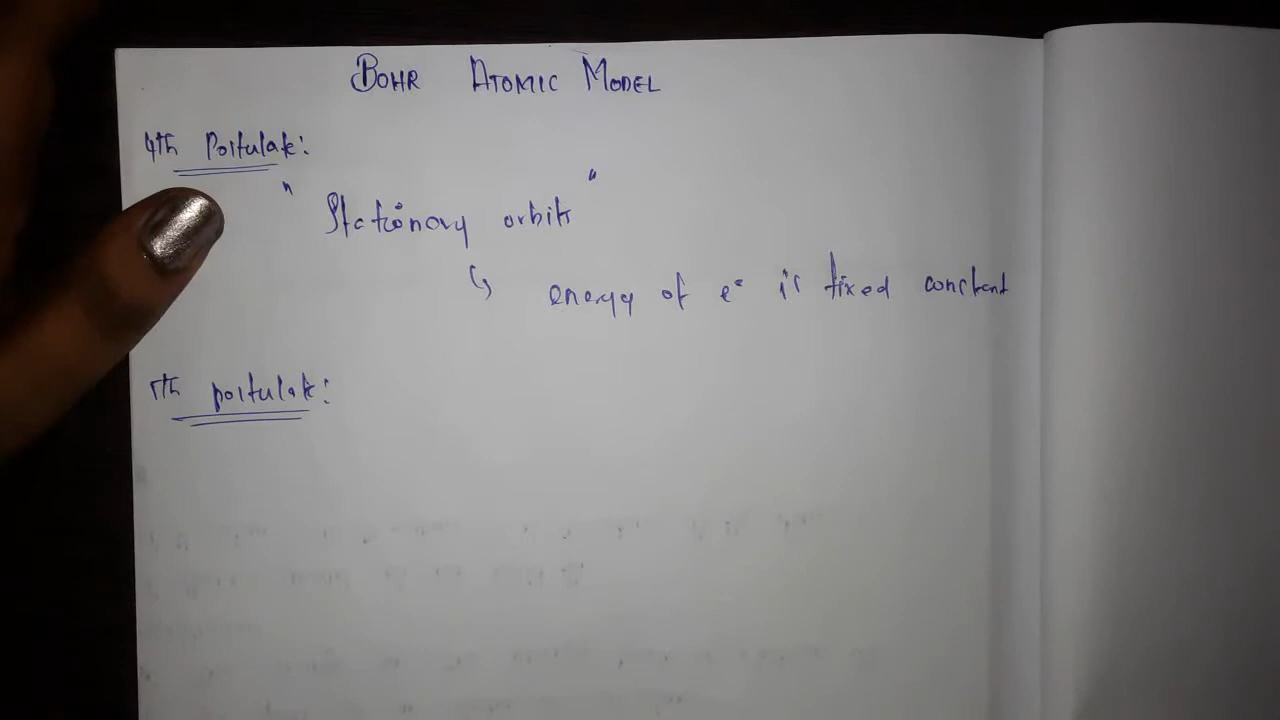 BOHR ATOMIC MODEL
4th Postulate:
" Stationary orbits "
↳ energy of e⁻ is fixed constant
5th postulate: